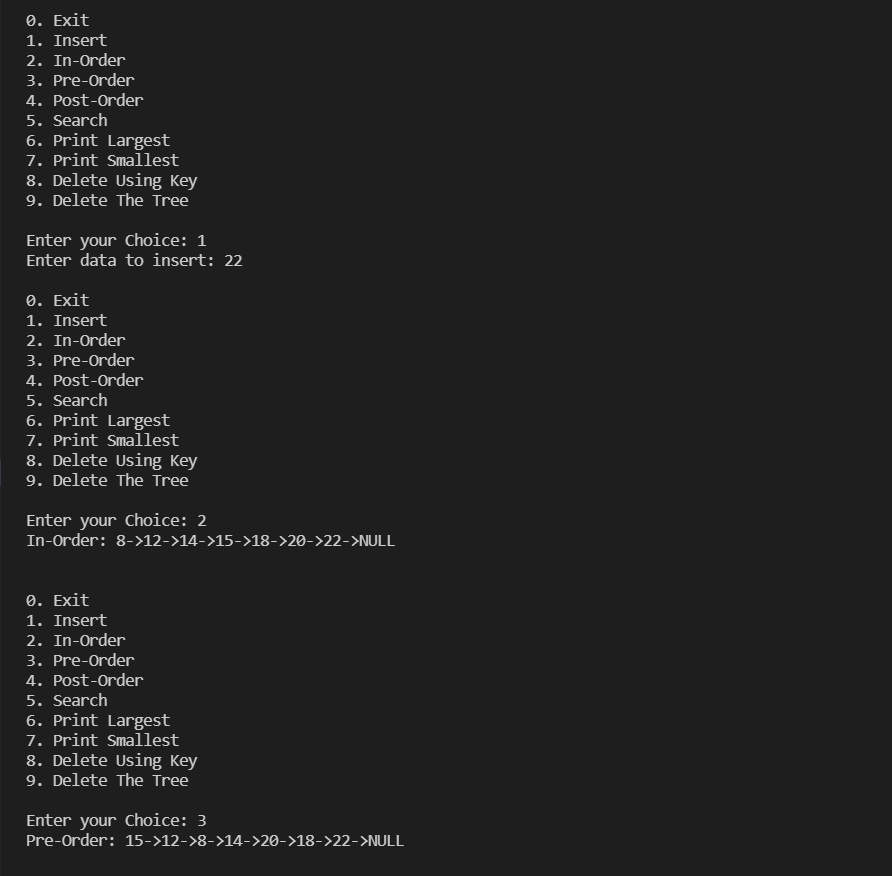 0. Exit
1. Insert
2. In-Order
3. Pre-Order
4. Post-Order
5. Search
6. Print Largest
7. Print Smallest
8. Delete Using Key
9. Delete The Tree
Enter your Choice: 1
Enter data to insert: 22
0. Exit
1. Insert
2. In-Order
3. Pre-Order
4. Post-Order
5. Search
6. Print Largest
7. Print Smallest
8. Delete Using Key
9. Delete The Tree
Enter your Choice: 2
In-Order: 8->12->14->15->18->20->22->NULL
0. Exit
1. Insert
2. In-Order
3. Pre-Order
4. Post-Order
5. Search
6. Print Largest
7. Print Smallest
8. Delete Using Key
9. Delete The Tree
Enter your Choice: 3
Pre-Order: 15->12->8->14->20->18->22->NULL